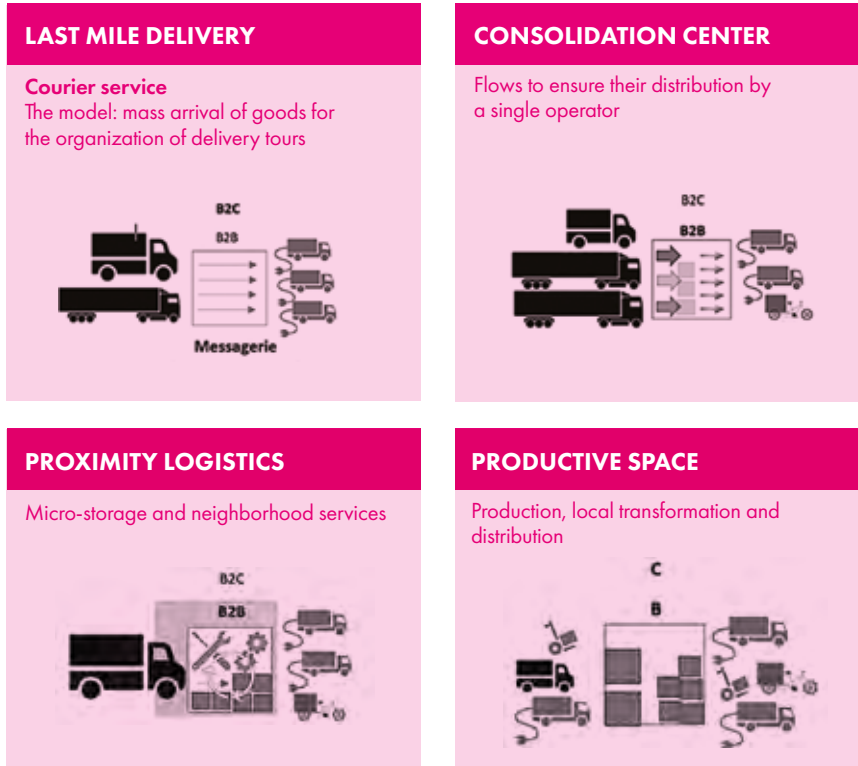 LAST MILE DELIVERY
Courier service
The model: mass arrival of goods for
the organization of delivery tours
B2C
B2B
Messagerie
CONSOLIDATION CENTER
Flows to ensure their distribution by
a single operator
B2C
B2B
PROXIMITY LOGISTICS
Micro-storage and neighborhood services
B2C
B2B
PRODUCTIVE SPACE
Production, local transformation and
distribution
C
B